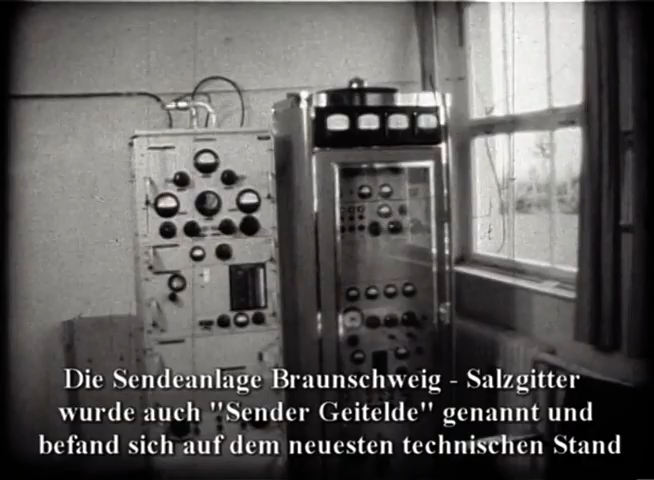 Die Sendeanlage Braunschweig - Salzgitter
wurde auch "Sender Geitelde" genannt und
befand sich auf dem neuesten technischen Stand